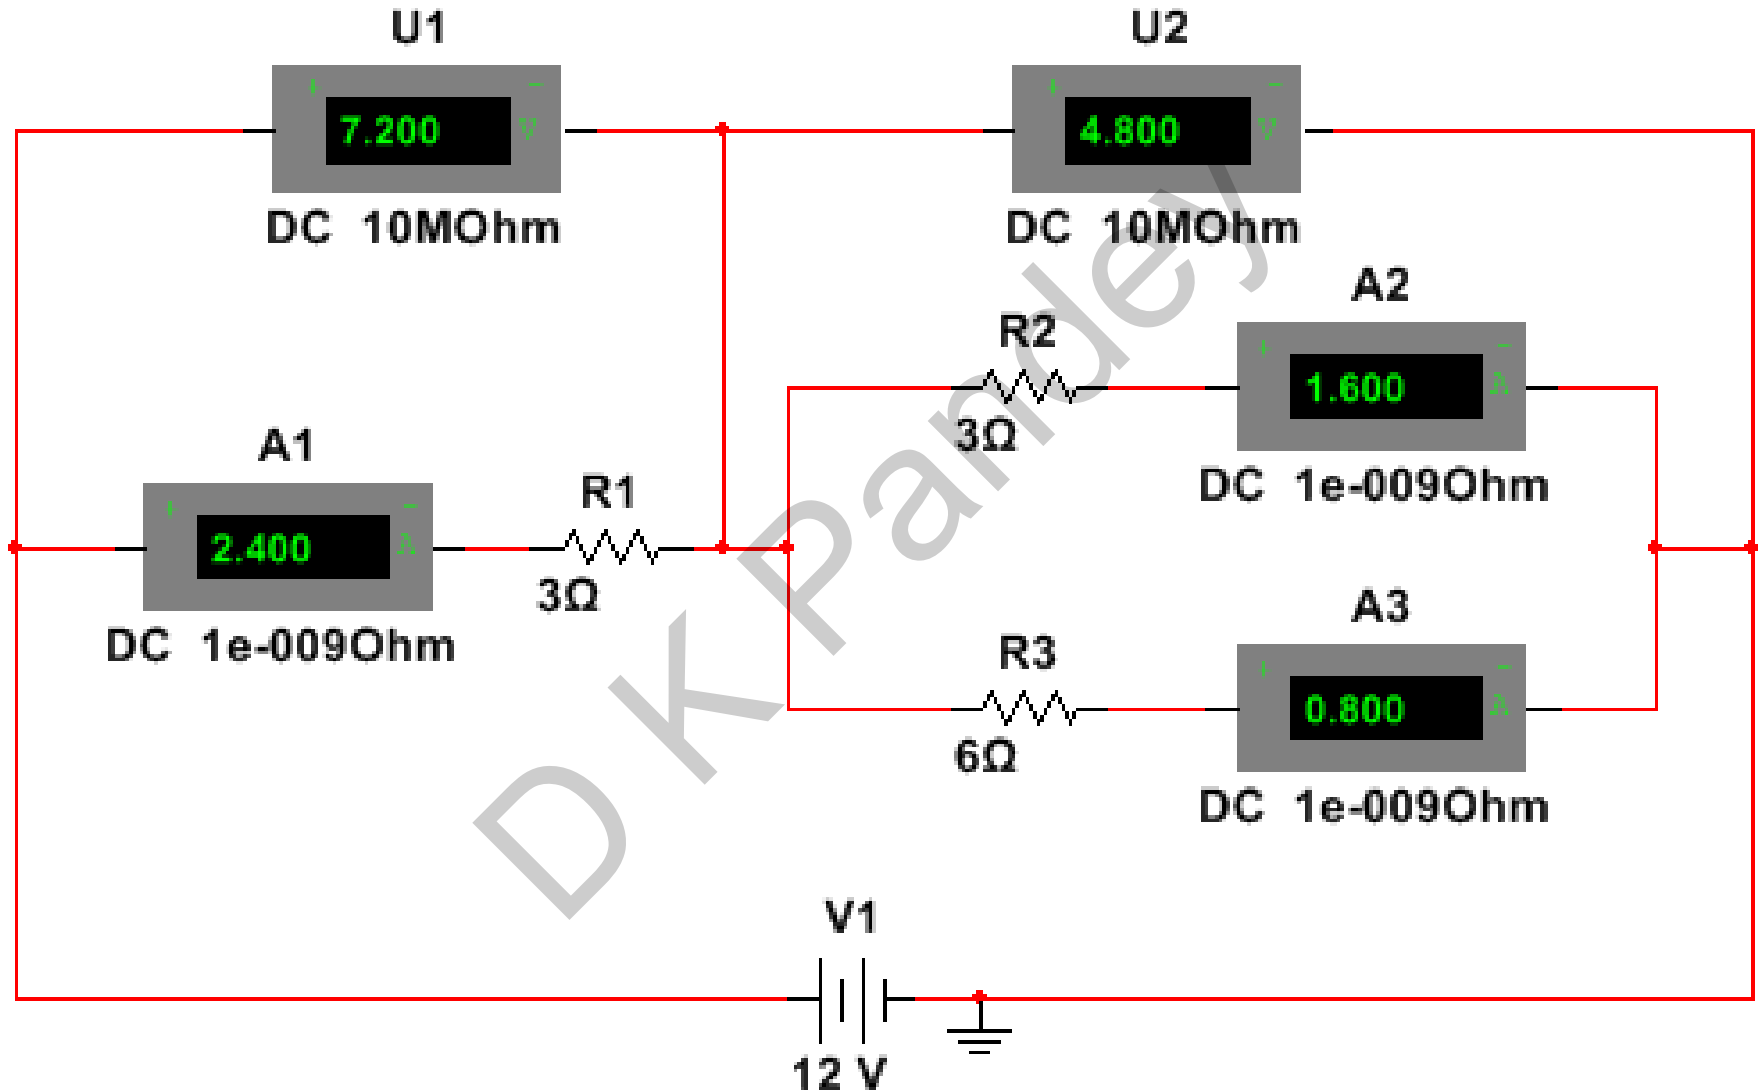 U1
U2
+ −
7.200 V
+ −
4.800 V
DC 10MOhm
DC 10MOhm
A2
R2
+ −
1.600 A
3Ω
DC 1e-009Ohm
A1
R1
+ −
2.400 A
3Ω
DC 1e-009Ohm
A3
R3
+ −
0.800 A
6Ω
DC 1e-009Ohm
V1
12 V
D K Pandey